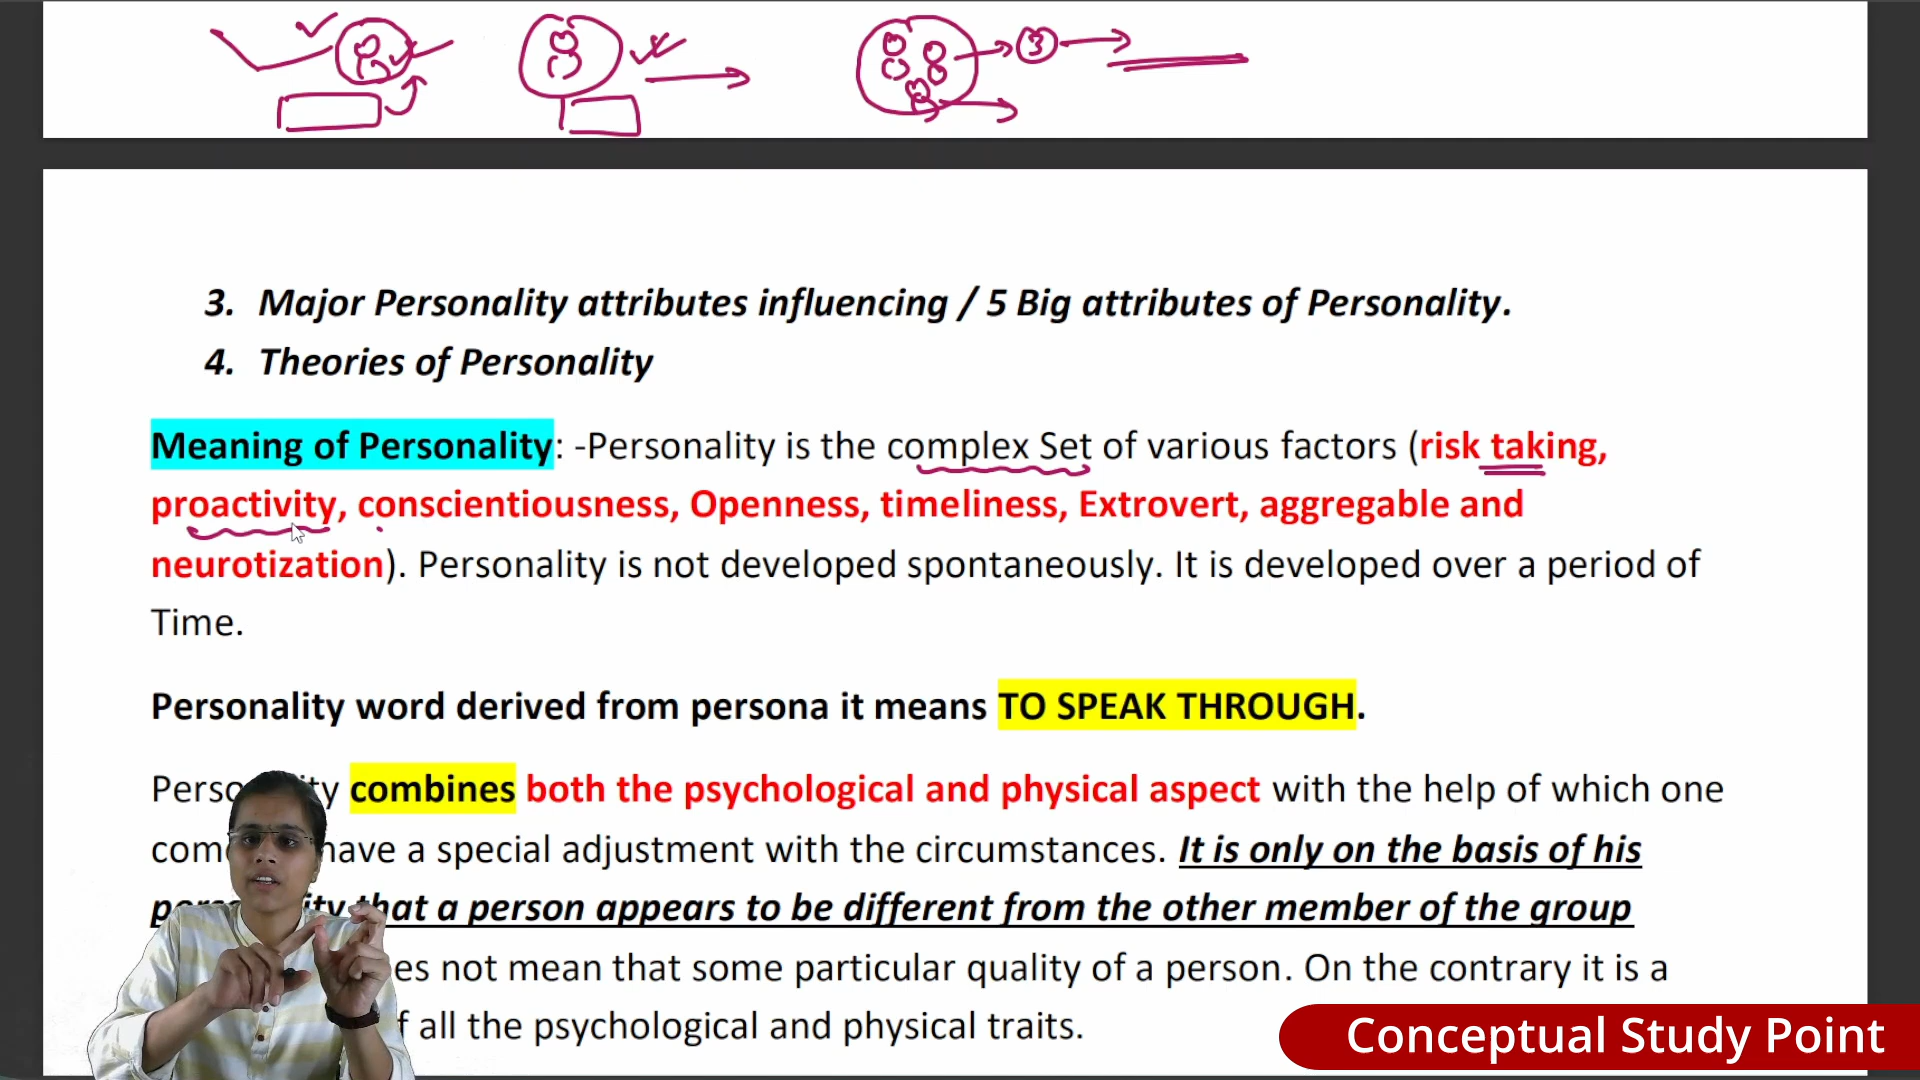 3
3. Major Personality attributes influencing / 5 Big attributes of Personality.
4. Theories of Personality
Meaning of Personality: -Personality is the complex Set of various factors (risk taking,
proactivity, conscientiousness, Openness, timeliness, Extrovert, aggregable and
neurotization). Personality is not developed spontaneously. It is developed over a period of
Time.
Personality word derived from persona it means TO SPEAK THROUGH.
combines both the psychological and physical aspect with the help of which one
have a special adjustment with the circumstances. It is only on the basis of his
that a person appears to be different from the other member of the group
not mean that some particular quality of a person. On the contrary it is a
all the psychological and physical traits.
Conceptual Study Point